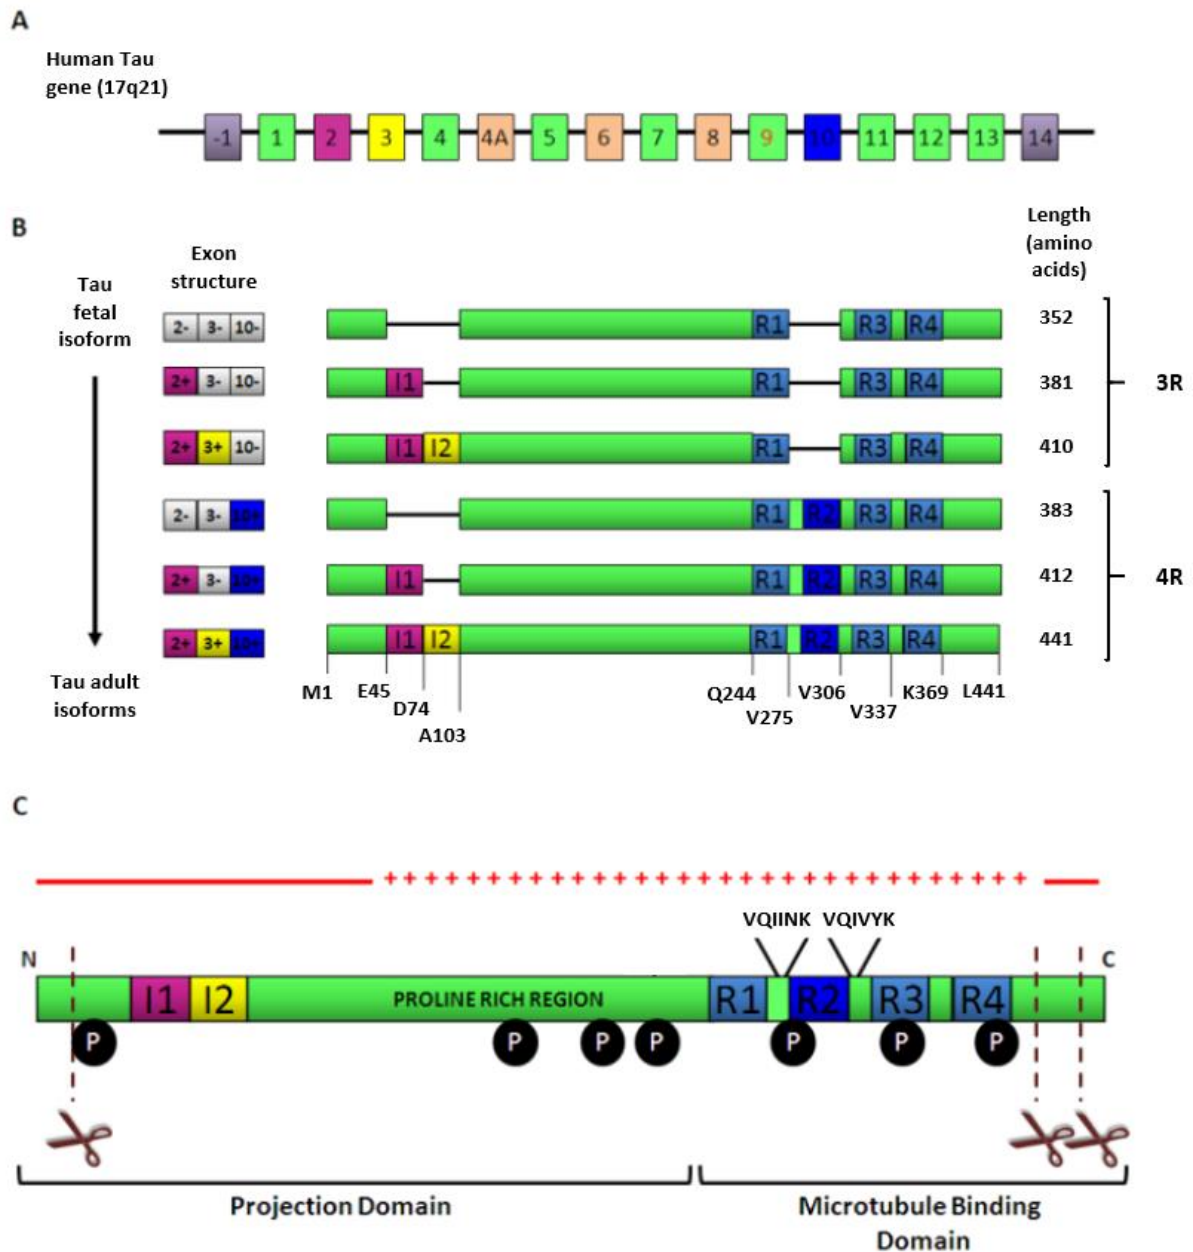 A
Human Tau
gene (17q21)
-1 1 2 3 4 4A 5 6 7 8 9 10 11 12 13 14
B
Length
(amino
acids)
Exon
structure
Tau
fetal
isoform
2- 3- 10- R1 R3 R4 352
2+ 3- 10- I1 R1 R3 R4 381
3R
2+ 3+ 10- I1 I2 R1 R3 R4 410
2- 3- 10+ R1 R2 R3 R4 383
2+ 3- 10+ I1 R1 R2 R3 R4 412
4R
2+ 3+ 10+ I1 I2 R1 R2 R3 R4 441
Tau adult
isoforms
M1 E45 Q244 V306 K369 L441
D74 V275 V337
A103
C
+ + + + + + + + + + + + + + + + + + + + + + + + + + + + + + +
VQIINK VQIVYK
N C
I1 I2 PROLINE RICH REGION R1 R2 R3 R4
P P P P P P P
Projection Domain
Microtubule Binding
Domain